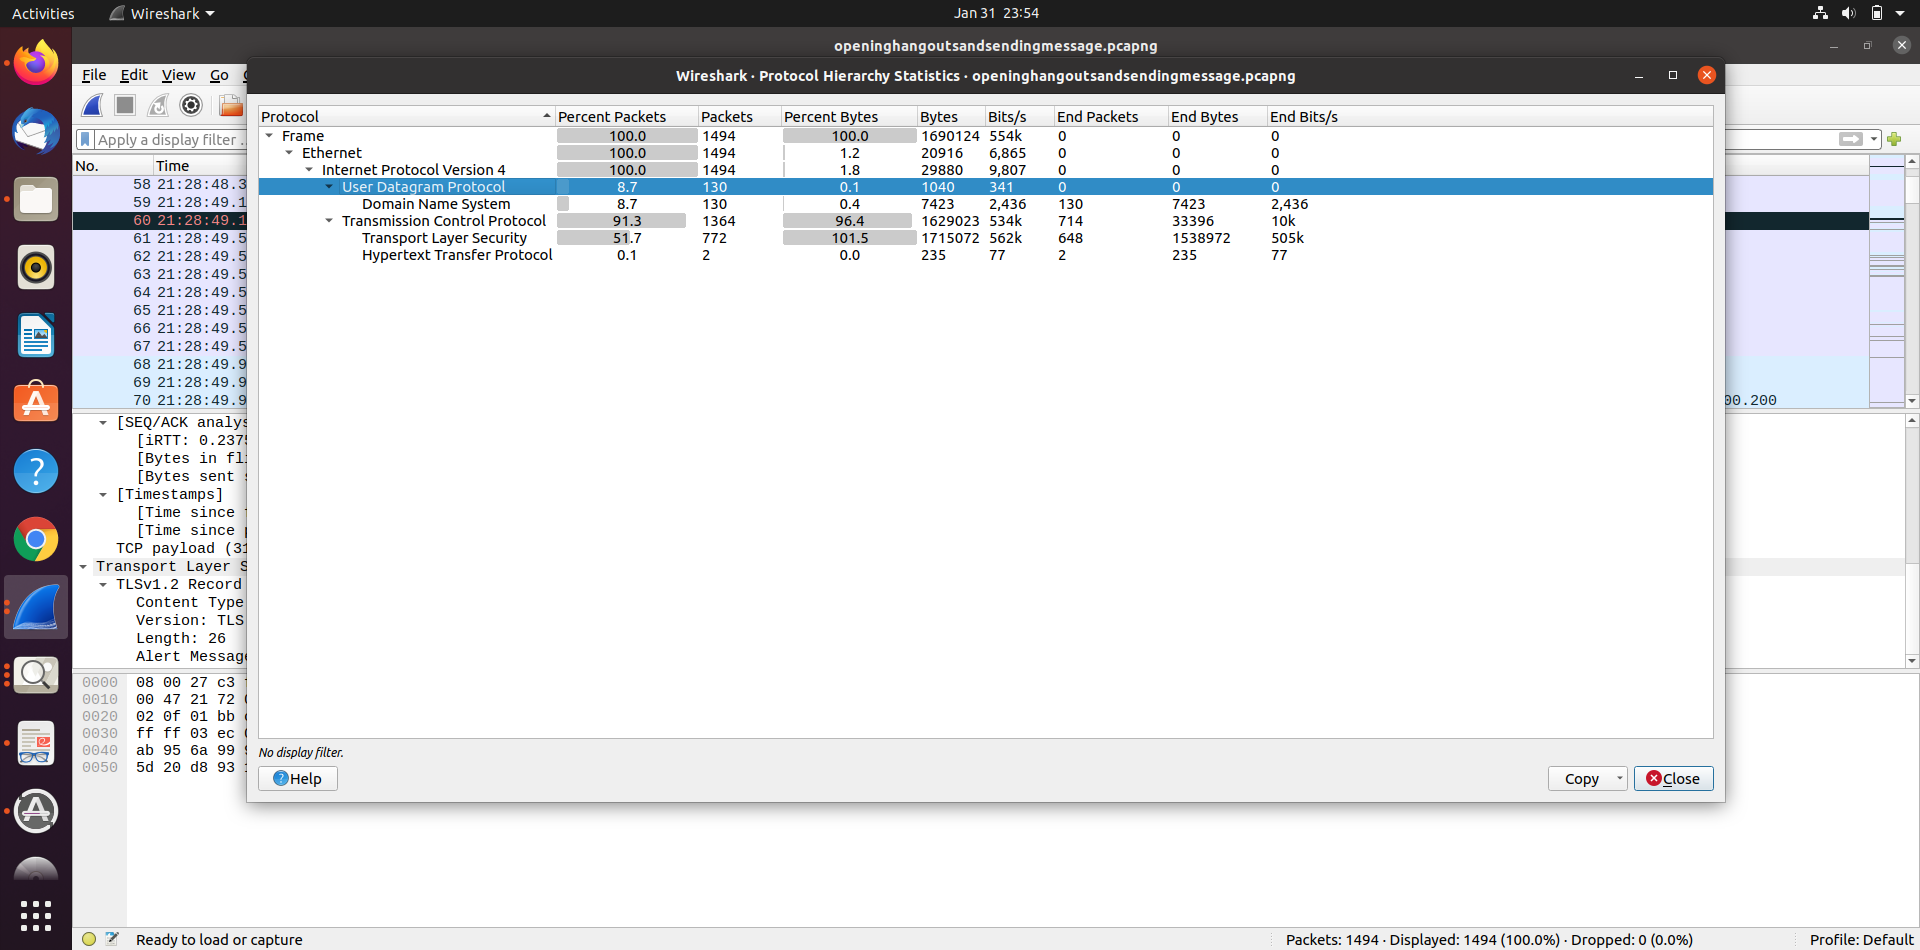 Activities Wireshark Jan 31 23:54
openinghangoutsandsendingmessage.pcapng
File Edit View Go
Wireshark · Protocol Hierarchy Statistics · openinghangoutsandsendingmessage.pcapng
Apply a display filter ...
No. Time
58 21:28:48.3
59 21:28:49.1
60 21:28:49.1
61 21:28:49.5
62 21:28:49.5
63 21:28:49.5
64 21:28:49.5
65 21:28:49.5
66 21:28:49.5
67 21:28:49.5
68 21:28:49.9
69 21:28:49.9
70 21:28:49.9 00.200
Protocol Percent Packets Packets Percent Bytes Bytes Bits/s End Packets End Bytes End Bits/s
Frame 100.0 1494 100.0 1690124 554k 0 0 0
Ethernet 100.0 1494 1.2 20916 6,865 0 0 0
Internet Protocol Version 4 100.0 1494 1.8 29880 9,807 0 0 0
User Datagram Protocol 8.7 130 0.1 1040 341 0 0 0
Domain Name System 8.7 130 0.4 7423 2,436 130 7423 2,436
Transmission Control Protocol 91.3 1364 96.4 1629023 534k 714 33396 10k
Transport Layer Security 51.7 772 101.5 1715072 562k 648 1538972 505k
Hypertext Transfer Protocol 0.1 2 0.0 235 77 2 235 77
No display filter.
Help Copy Close
[SEQ/ACK analys
[iRTT: 0.2375
[Bytes in fli
[Bytes sent s
[Timestamps]
[Time since
[Time since
TCP payload (31
Transport Layer S
TLSv1.2 Record
Content Type
Version: TLS
Length: 26
Alert Message
0000 08 00 27 c3
0010 00 47 21 72
0020 02 0f 01 bb
0030 ff ff 03 ec
0040 ab 95 6a 99
0050 5d 20 d8 93
Ready to load or capture Packets: 1494 · Displayed: 1494 (100.0%) · Dropped: 0 (0.0%) Profile: Default